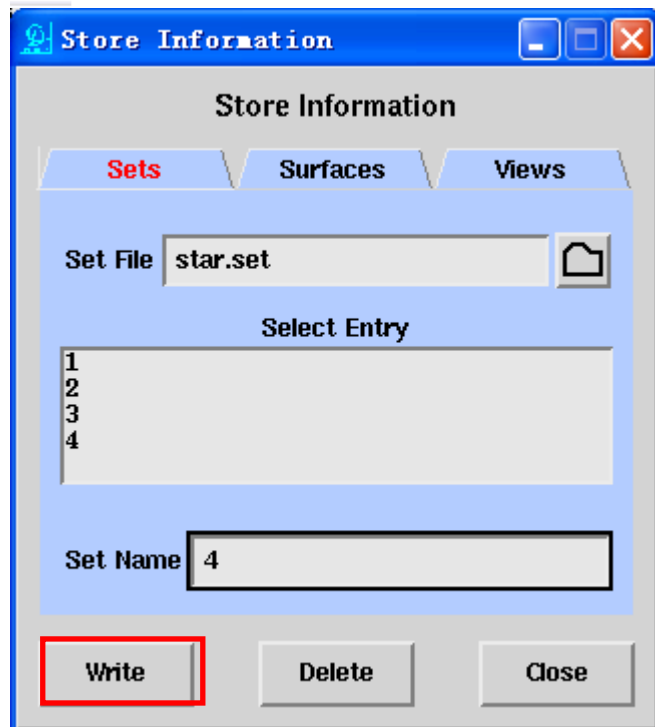 Store Information
Store Information
Sets Surfaces Views
Set File star.set
Select Entry
1
2
3
4
Set Name 4
Write Delete Close